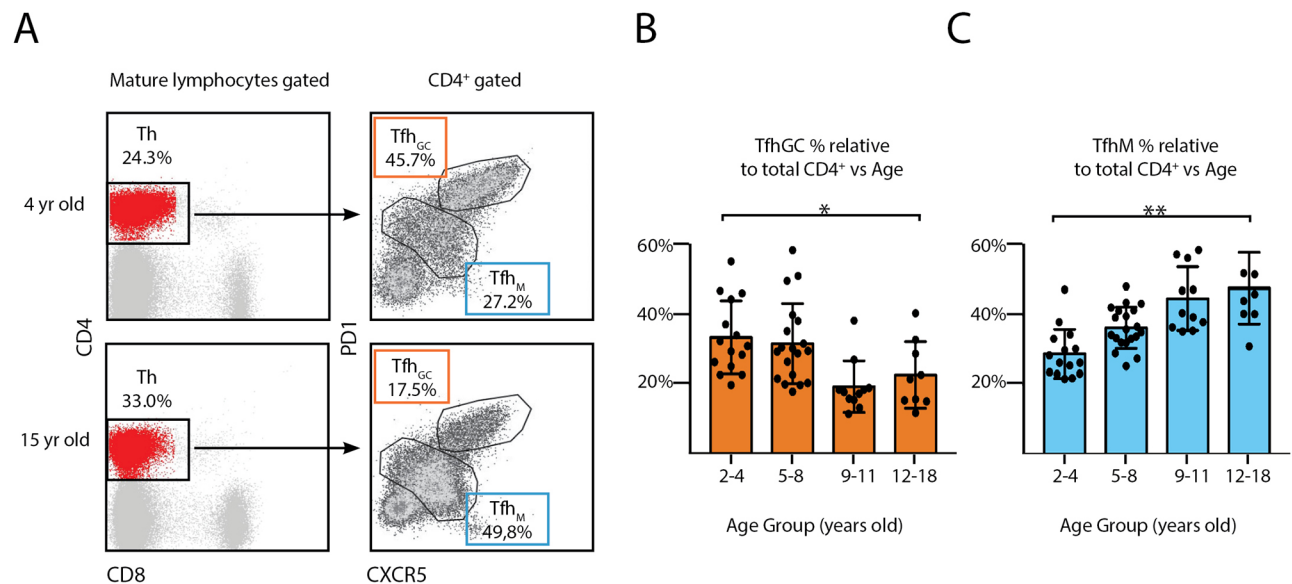 A
Mature lymphocytes gated
CD4⁺ gated
4 yr old
Th
24.3%
Tfh_GC
45.7%
Tfh_M
27.2%
CD4
PD1
15 yr old
Th
33.0%
Tfh_GC
17.5%
Tfh_M
49,8%
CD8
CXCR5
B
TfhGC % relative
to total CD4⁺ vs Age
*
60%
40%
20%
2-4 5-8 9-11 12-18
Age Group (years old)
C
TfhM % relative
to total CD4⁺ vs Age
**
60%
40%
20%
2-4 5-8 9-11 12-18
Age Group (years old)